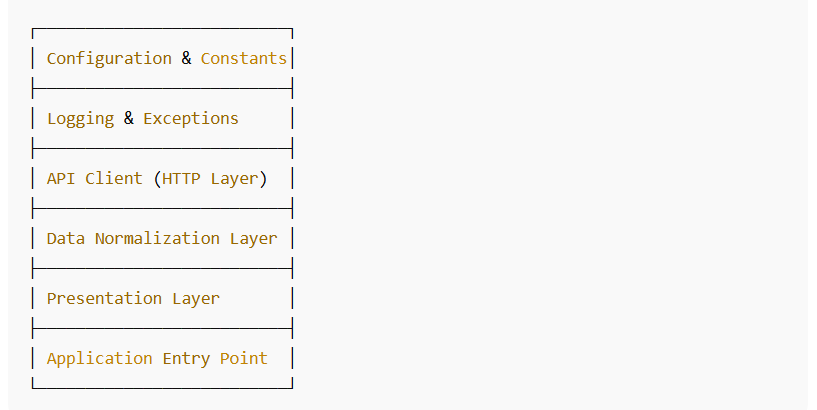 Configuration & Constants
Logging & Exceptions
API Client (HTTP Layer)
Data Normalization Layer
Presentation Layer
Application Entry Point